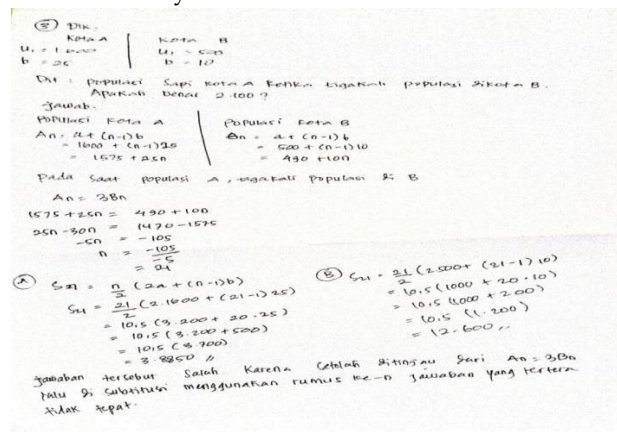 ⑤ Dik.
Kota A | Kota B
U₁ = 1600 | U₁ = 500
b = 25 | b = 10
Dit : populasi sapi kota A ketika tigakali populasi dikota B.
Apakah benar 2.100?
Jawab.
Populasi kota A | Populasi kota B
An = a + (n-1)b | Bn = a + (n-1)b
= 1600 + (n-1)25 | = 500 + (n-1)10
= 1575 + 25n | = 490 + 10n
Pada saat populasi A, tigakali populasi di B
An = 3Bn
1575 + 25n = 490 + 10n
25n - 30n = 1470 - 1575
-5n = -105
n = -105/-5
= 21
Ⓐ S₂₁ = n/2 (2a + (n-1)b)
S₂₁ = 21/2 (2.1600 + (21-1) 25)
= 10,5 (3.200 + 20.25)
= 10,5 (3.200 + 500)
= 10,5 (3.700)
= 3.8850 //
Ⓑ S₂₁ = 21/2 (2.500 + (21-1) 10)
= 10,5 (1000 + 20.10)
= 10,5 (1000 + 200)
= 10,5 (1.200)
= 12.600 //
Jawaban tersebut salah. Karena setelah ditinjau dari An = 3Bn
lalu di subtitusi menggunakan rumus ke-n jawaban yang tertera
tidak tepat.